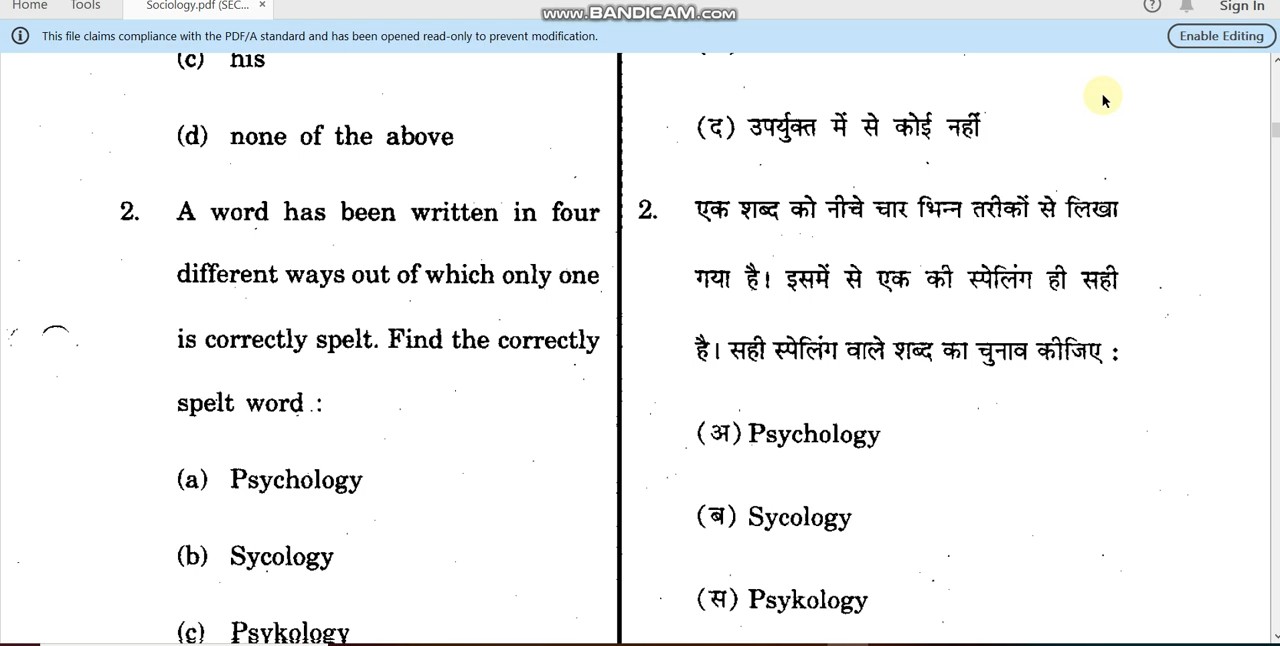 Home Tools Sociology.pdf (SEC... × www.BANDICAM.com Sign In
This file claims compliance with the PDF/A standard and has been opened read-only to prevent modification. Enable Editing
(c) his
(d) none of the above
2. A word has been written in four
different ways out of which only one
is correctly spelt. Find the correctly
spelt word :
(a) Psychology
(b) Sycology
(c) Psykology
(द) उपर्युक्त में से कोई नहीं
2. एक शब्द को नीचे चार भिन्न तरीकों से लिखा
गया है। इसमें से एक की स्पेलिंग ही सही
है। सही स्पेलिंग वाले शब्द का चुनाव कीजिए :
(अ) Psychology
(ब) Sycology
(स) Psykology